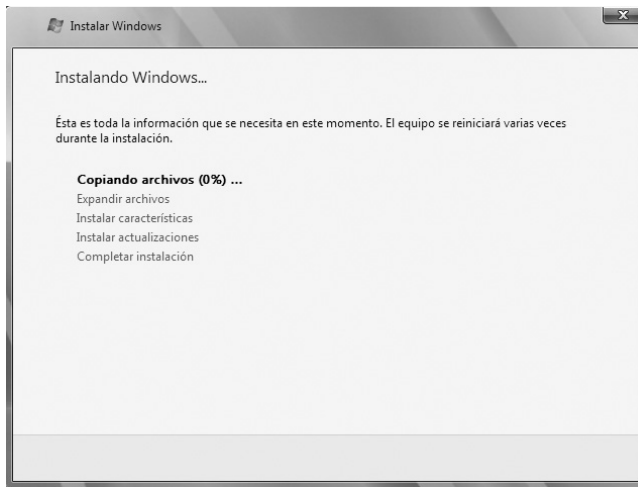 Instalar Windows
Instalando Windows...
Ésta es toda la información que se necesita en este momento. El equipo se reiniciará varias veces
durante la instalación.
Copiando archivos (0%) ...
Expandir archivos
Instalar características
Instalar actualizaciones
Completar instalación